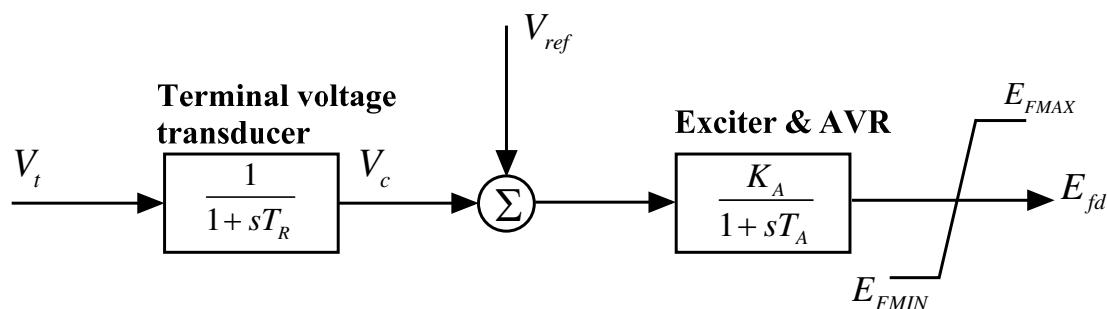 V_ref
Terminal voltage
transducer
Exciter & AVR
E_FMAX
V_t
1
1 + sT_R
V_c
Σ
K_A
1 + sT_A
E_fd
E_FMIN